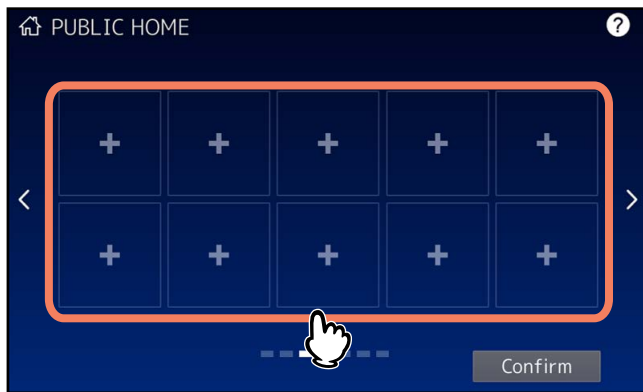 PUBLIC HOME
?
+ + + + +
+ + + + +
Confirm